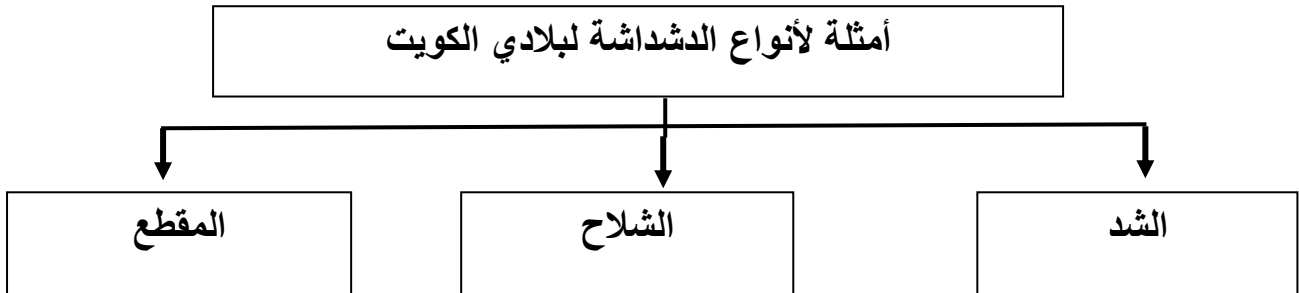 أمثلة لأنواع الدشداشة لبلادي الكويت
الشد
الشلاح
المقطع